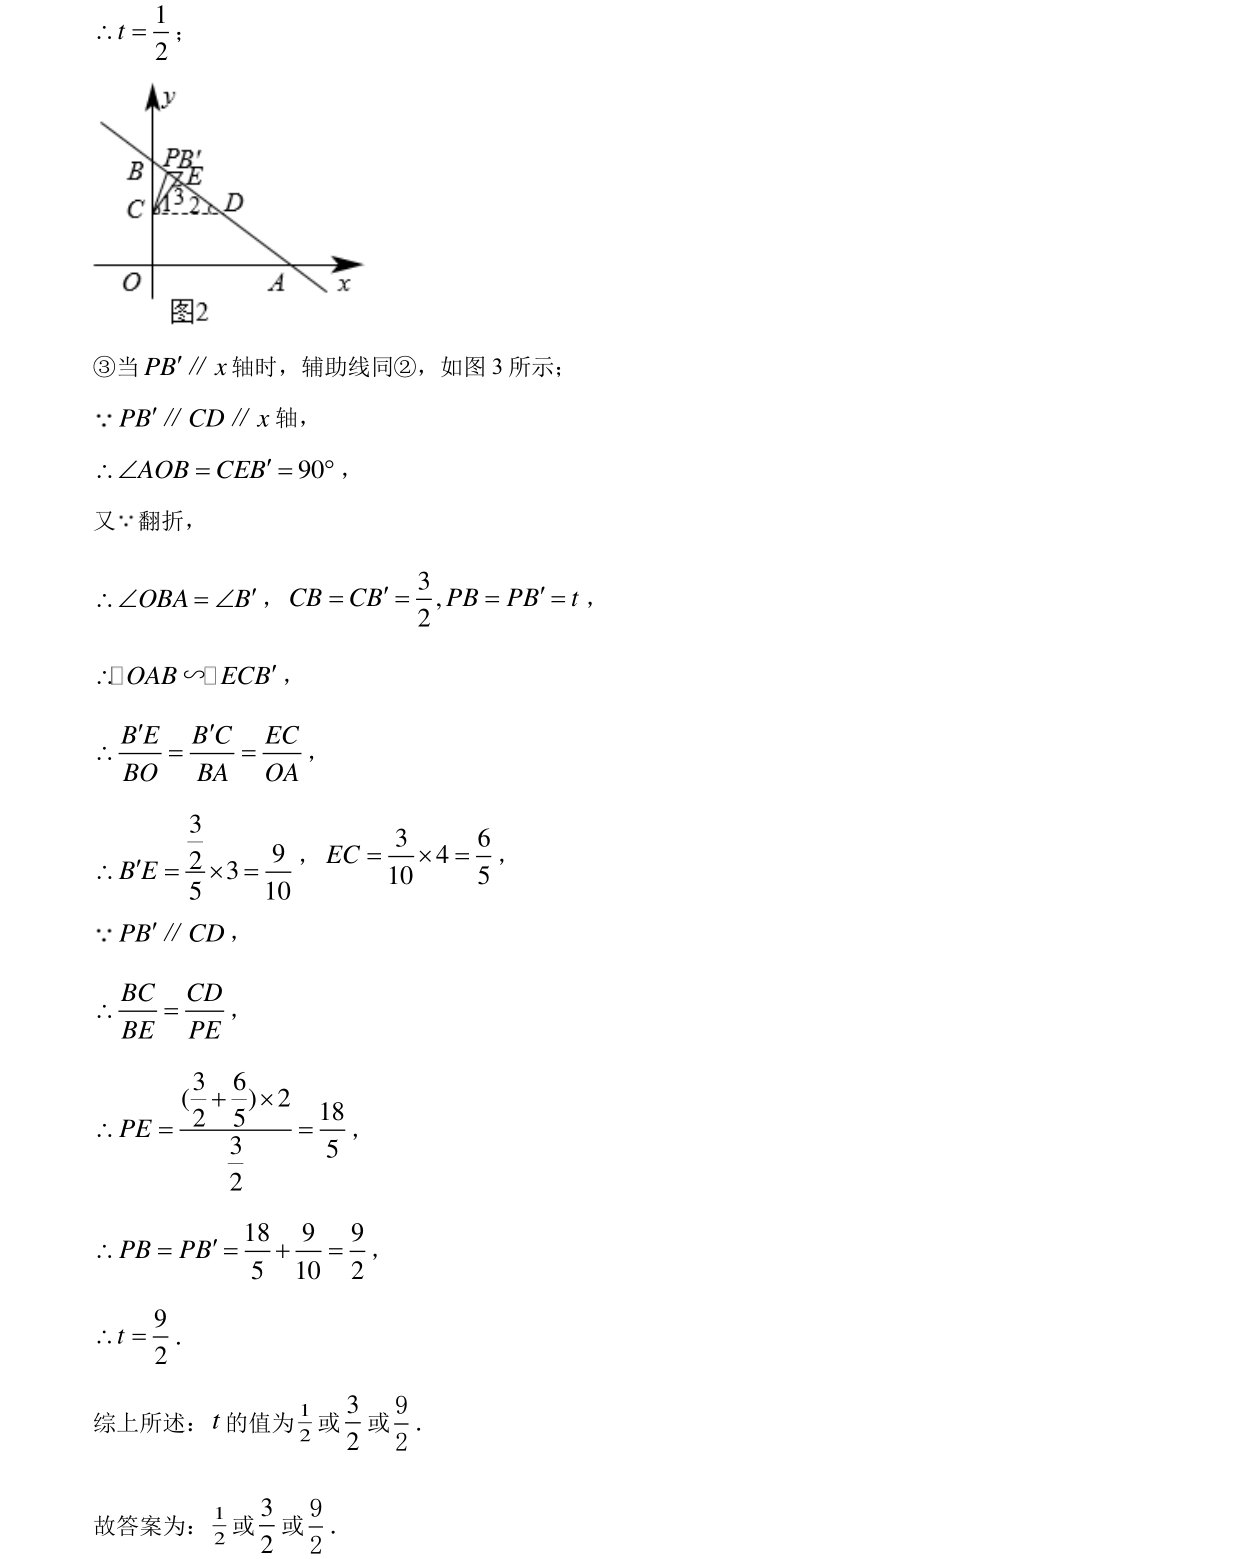 ∴t=1/2；
y
B
PB′
E
C
1
3
2
D
O
A
x
图2
③当PB′∥x轴时，辅助线同②，如图3所示；
∵PB′∥CD∥x轴，
∴∠AOB=CEB′=90°，
又∵翻折，
∴∠OBA=∠B′，CB=CB′=3/2,PB=PB′=t，
∴□OAB∽□ECB′，
∴B′E/BO=B′C/BA=EC/OA，
∴B′E=(3/2)/5×3=9/10，EC=3/10×4=6/5，
∵PB′∥CD，
∴BC/BE=CD/PE，
∴PE=((3/2+6/5)×2)/(3/2)=18/5，
∴PB=PB′=18/5+9/10=9/2，
∴t=9/2．
综上所述：t的值为1/2或3/2或9/2．
故答案为：1/2或3/2或9/2．